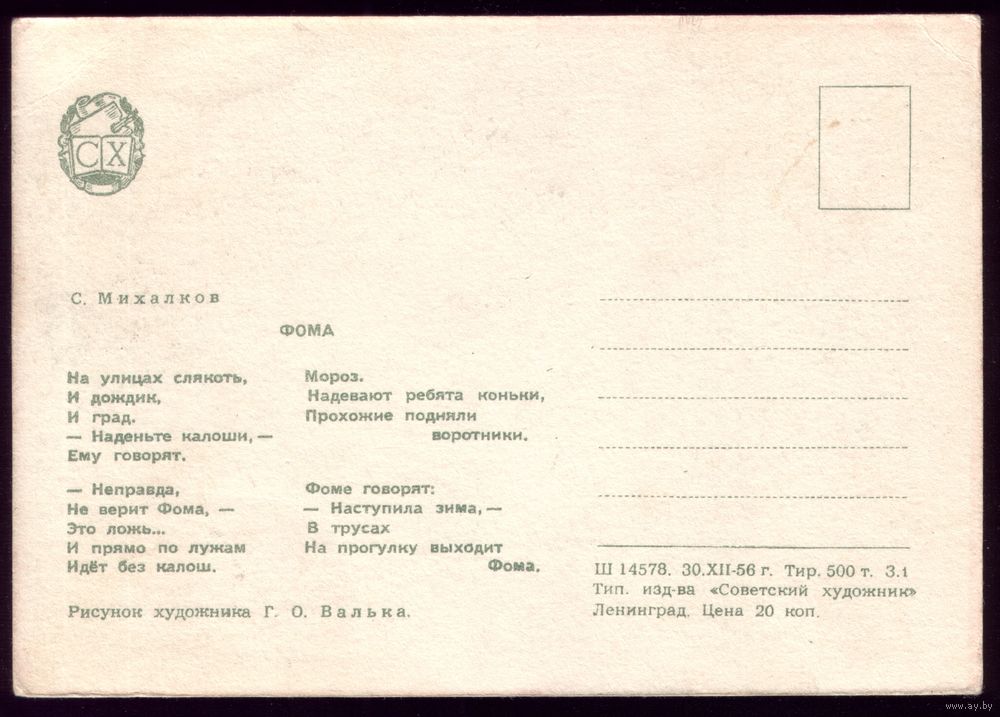 С Х
С. Михалков
ФОМА
На улицах слякоть,
И дождик,
И град.
— Наденьте калоши, —
Ему говорят.
— Неправда,
Не верит Фома, —
Это ложь...
И прямо по лужам
Идёт без калош.
Мороз.
Надевают ребята коньки,
Прохожие подняли
воротники.
Фоме говорят:
— Наступила зима, —
В трусах
На прогулку выходит
Фома.
Рисунок художника Г. О. Валька.
Ш 14578. 30.XII-56 г. Тир. 500 т. З.1
Тип. изд-ва «Советский художник»
Ленинград. Цена 20 коп.
www.ay.by